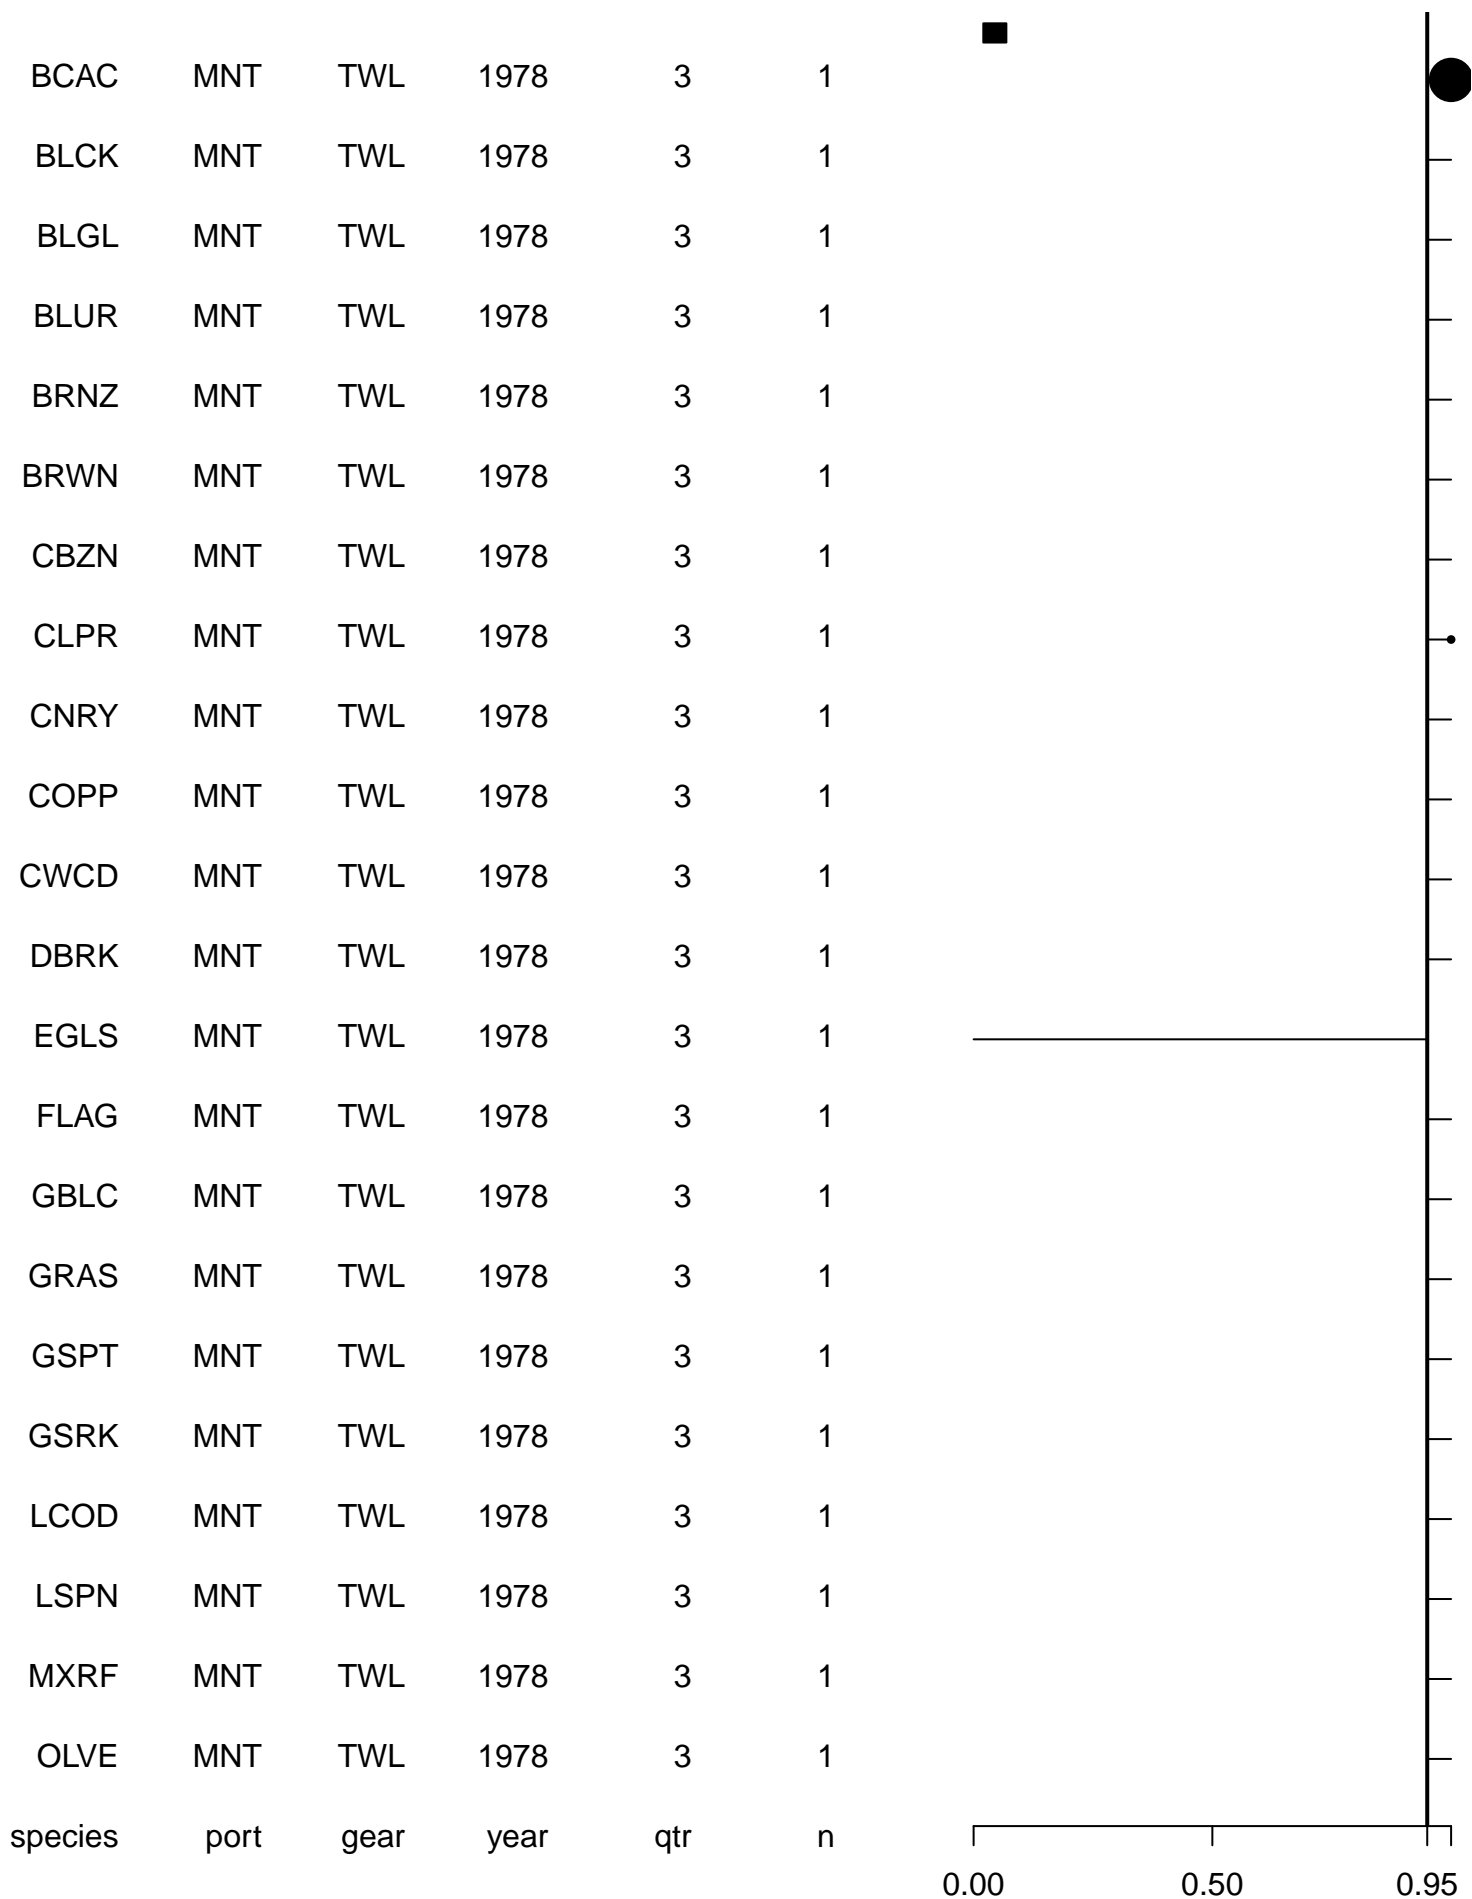 BCAC MNT TWL 1978 3 1
BLCK MNT TWL 1978 3 1
BLGL MNT TWL 1978 3 1
BLUR MNT TWL 1978 3 1
BRNZ MNT TWL 1978 3 1
BRWN MNT TWL 1978 3 1
CBZN MNT TWL 1978 3 1
CLPR MNT TWL 1978 3 1
CNRY MNT TWL 1978 3 1
COPP MNT TWL 1978 3 1
CWCD MNT TWL 1978 3 1
DBRK MNT TWL 1978 3 1
EGLS MNT TWL 1978 3 1
FLAG MNT TWL 1978 3 1
GBLC MNT TWL 1978 3 1
GRAS MNT TWL 1978 3 1
GSPT MNT TWL 1978 3 1
GSRK MNT TWL 1978 3 1
LCOD MNT TWL 1978 3 1
LSPN MNT TWL 1978 3 1
MXRF MNT TWL 1978 3 1
OLVE MNT TWL 1978 3 1
species port gear year qtr n
0.00 0.50 0.95